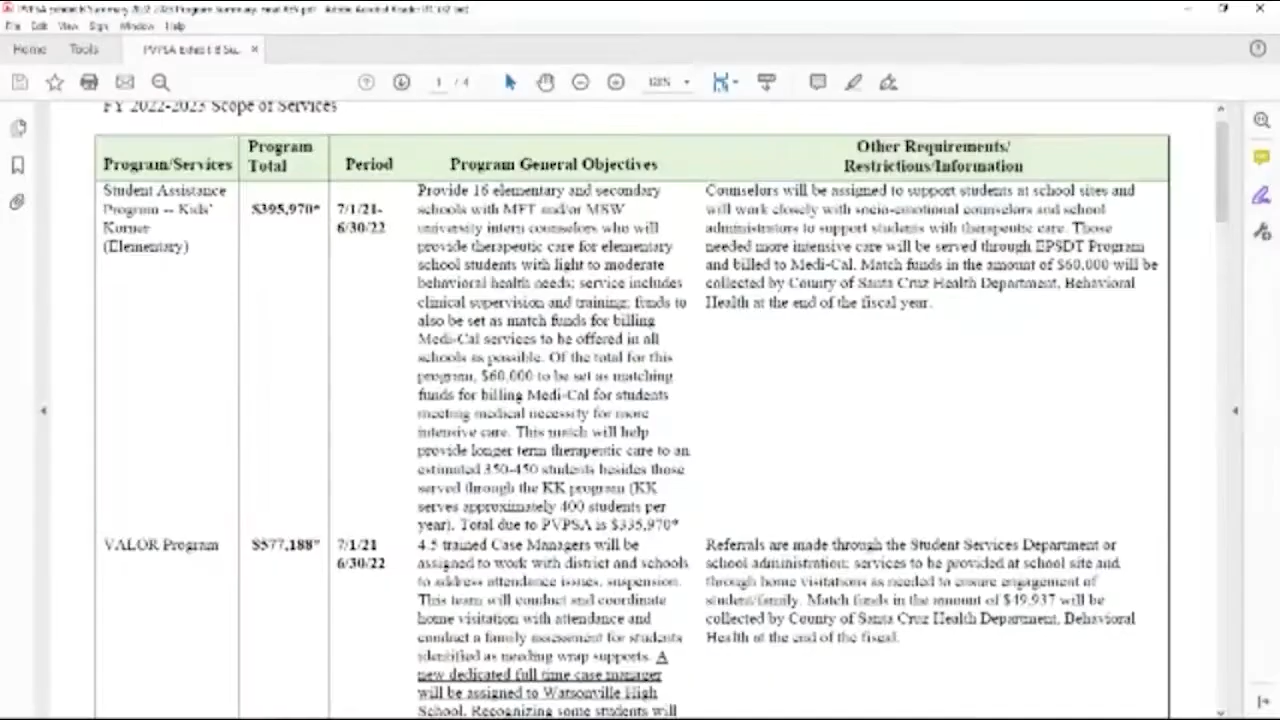 File Edit View Sign Window Help
Home Tools PVPSA Exhibit B Su...
1 / 4
FY 2022-2023 Scope of Services
Program/Services
Program
Total
Period
Program General Objectives
Other Requirements/
Restrictions/Information
Student Assistance
Program -- Kids'
Korner
(Elementary)
$395,970*
7/1/21-
6/30/22
Provide 16 elementary and secondary
schools with MFT and/or MSW
university intern counselors who will
provide therapeutic care for elementary
school students with light to moderate
behavioral health needs; service includes
clinical supervision and training; funds to
also be set as match funds for billing
Medi-Cal services to be offered in all
schools as possible. Of the total for this
program, $60,000 to be set as matching
funds for billing Medi-Cal for students
meeting medical necessity for more
intensive care. This match will help
provide longer term therapeutic care to an
estimated 350-450 students besides those
served through the KK program (KK
serves approximately 400 students per
year). Total due to PVPSA is $335,970*
Counselors will be assigned to support students at school sites and
will work closely with socio-emotional counselors and school
administrators to support students with therapeutic care. Those
needed more intensive care will be served through EPSDT Program
and billed to Medi-Cal. Match funds in the amount of $60,000 will be
collected by County of Santa Cruz Health Department, Behavioral
Health at the end of the fiscal year.
VALOR Program
$577,188*
7/1/21
6/30/22
4.5 trained Case Managers will be
assigned to work with district and schools
to address attendance issues, suspension.
This team will conduct and coordinate
home visitation with attendance and
conduct a family assessment for students
identified as needing wrap supports. A
new dedicated full time case manager
will be assigned to Watsonville High
School. Recognizing some students will
Referrals are made through the Student Services Department or
school administration; services to be provided at school site and
through home visitations as needed to ensure engagement of
student/family. Match funds in the amount of $49,937 will be
collected by County of Santa Cruz Health Department, Behavioral
Health at the end of the fiscal.